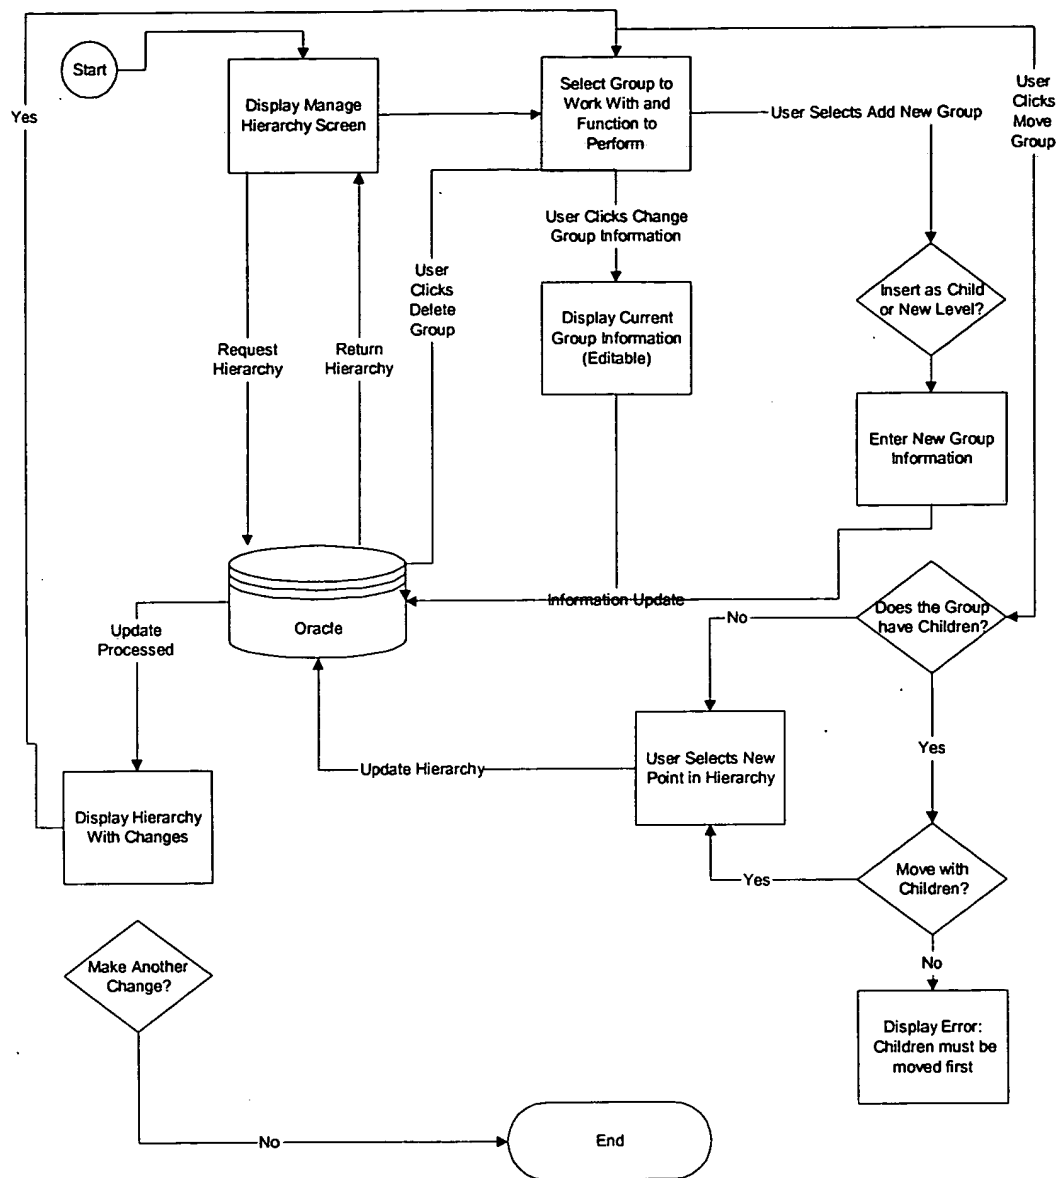 Start
Yes
Display Manage
Hierarchy Screen
Select Group to
Work With and
Function to
Perform
User Selects Add New Group
User
Clicks
Move
Group
User Clicks Change
Group Information
User
Clicks
Delete
Group
Insert as Child
or New Level?
Display Current
Group Information
(Editable)
Request
Hierarchy
Return
Hierarchy
Enter New Group
Information
Information Update
Oracle
Does the Group
have Children?
No
Update
Processed
Yes
User Selects New
Point in Hierarchy
Update Hierarchy
Display Hierarchy
With Changes
Move with
Children?
Yes
Make Another
Change?
No
Display Error:
Children must be
moved first
No
End